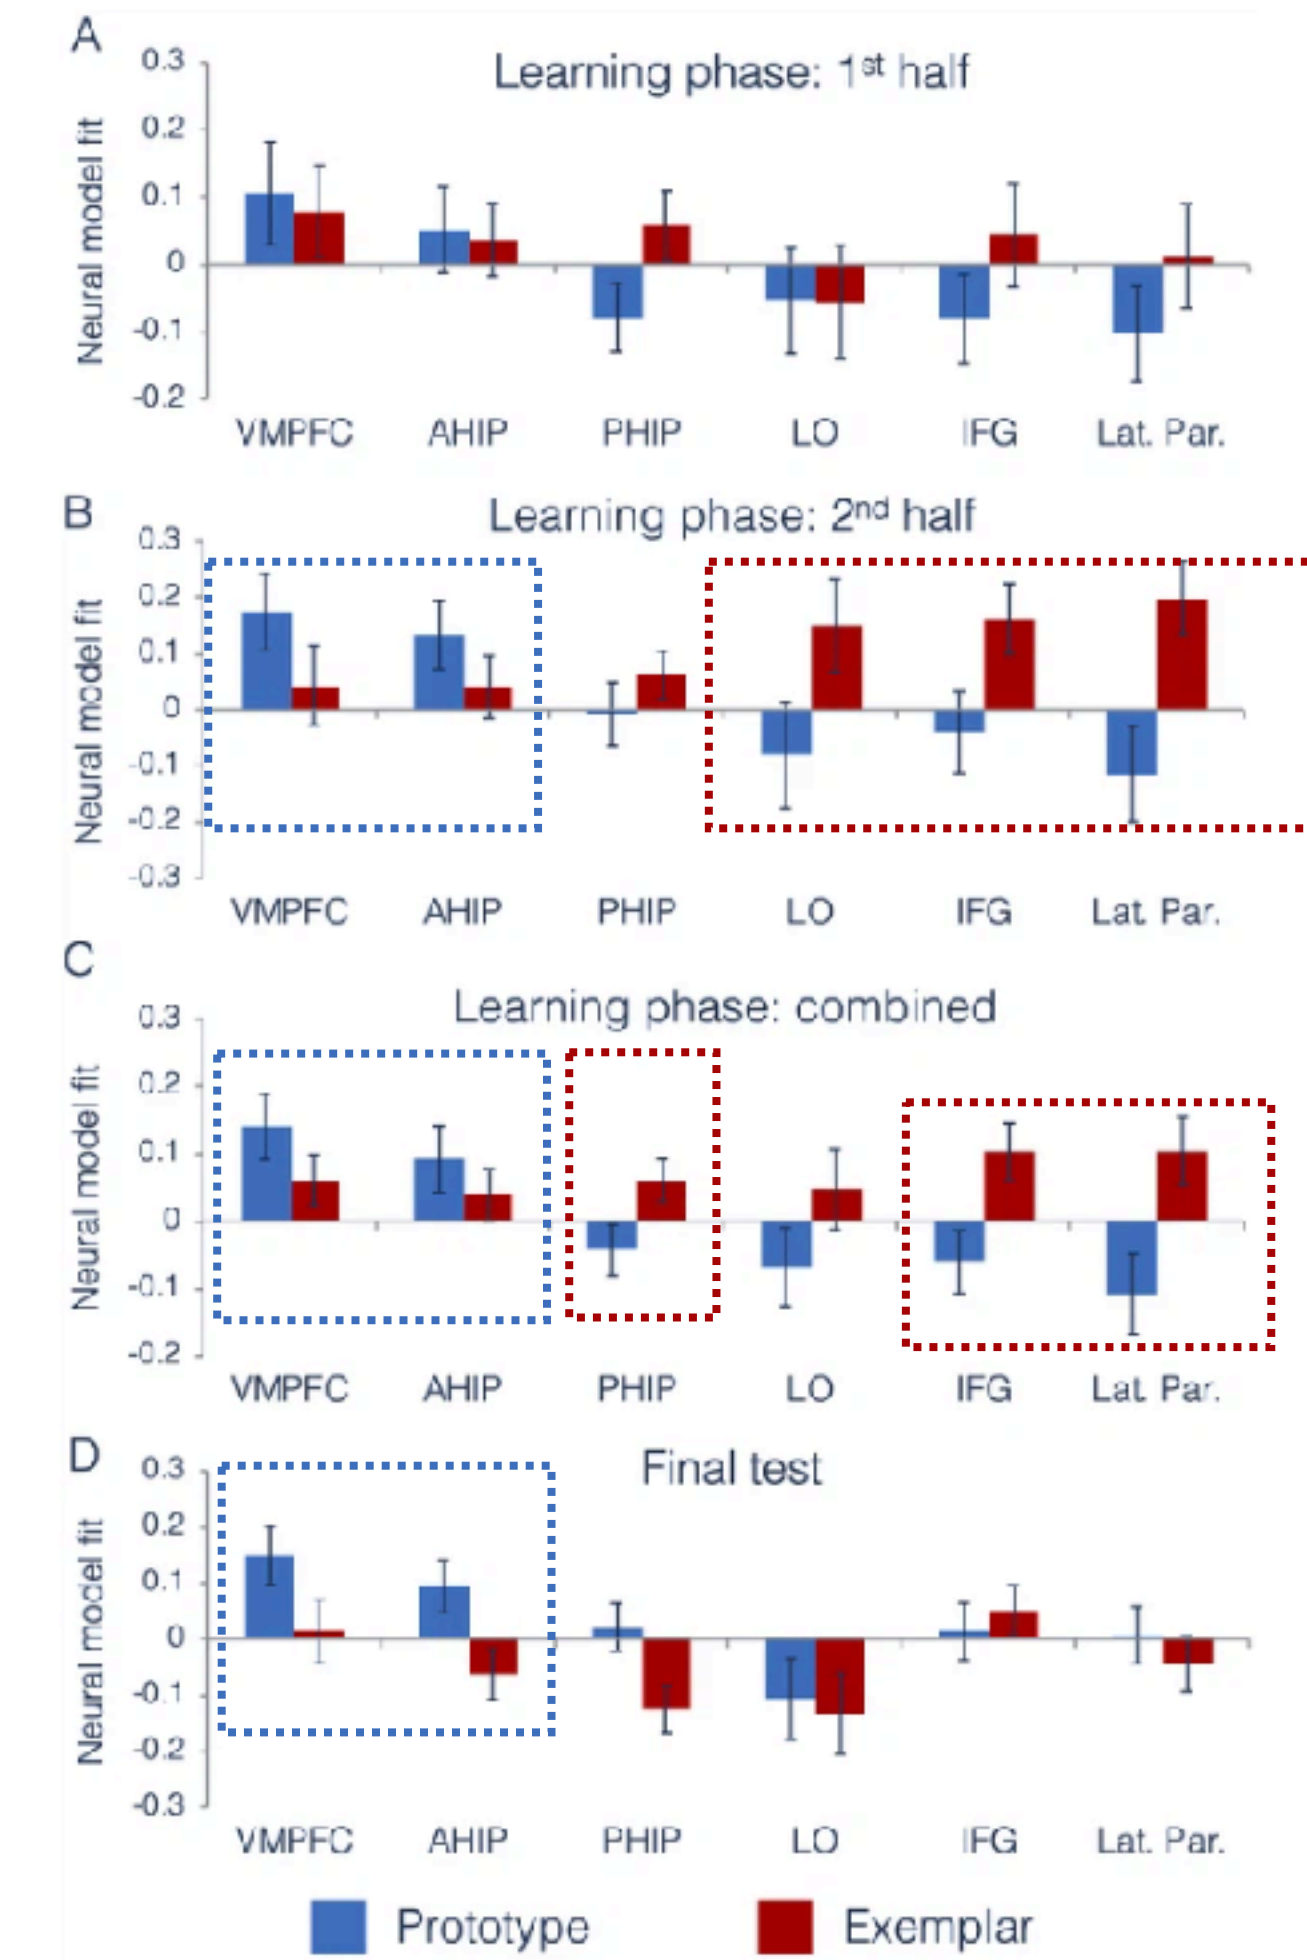 A
Learning phase: 1st half
Neural model fit
0.3
0.2
0.1
0
-0.1
-0.2
VMPFC AHIP PHIP LO IFG Lat. Par.
B
Learning phase: 2nd half
Neural model fit
0.3
0.2
0.1
0
-0.1
-0.2
-0.3
VMPFC AHIP PHIP LO IFG Lat. Par.
C
Learning phase: combined
Neural model fit
0.3
0.2
0.1
0
-0.1
-0.2
VMPFC AHIP PHIP LO IFG Lat. Par.
D
Final test
Neural model fit
0.3
0.2
0.1
0
-0.1
-0.2
-0.3
VMPFC AHIP PHIP LO IFG Lat. Par.
Prototype Exemplar